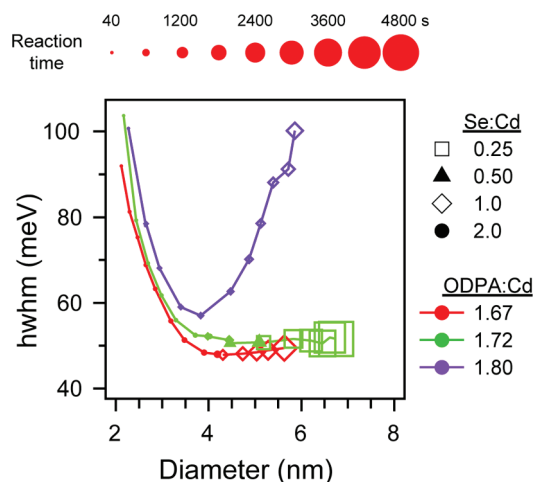 40 1200 2400 3600 4800 s
Reaction
time
Se:Cd
0.25
0.50
1.0
2.0
ODPA:Cd
1.67
1.72
1.80
100
80
60
40
hwhm (meV)
2 4 6 8
Diameter (nm)